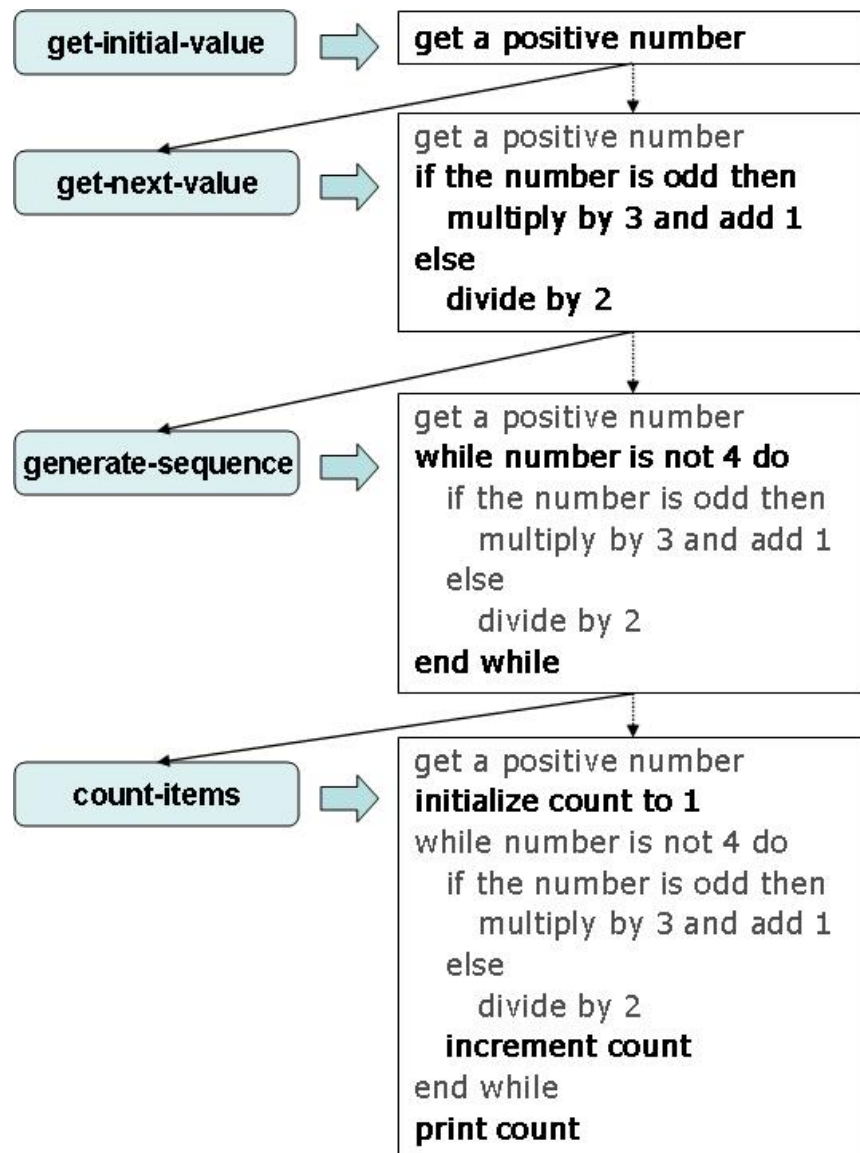 get-initial-value
get a positive number
get-next-value
get a positive number
if the number is odd then
multiply by 3 and add 1
else
divide by 2
generate-sequence
get a positive number
while number is not 4 do
if the number is odd then
multiply by 3 and add 1
else
divide by 2
end while
count-items
get a positive number
initialize count to 1
while number is not 4 do
if the number is odd then
multiply by 3 and add 1
else
divide by 2
increment count
end while
print count